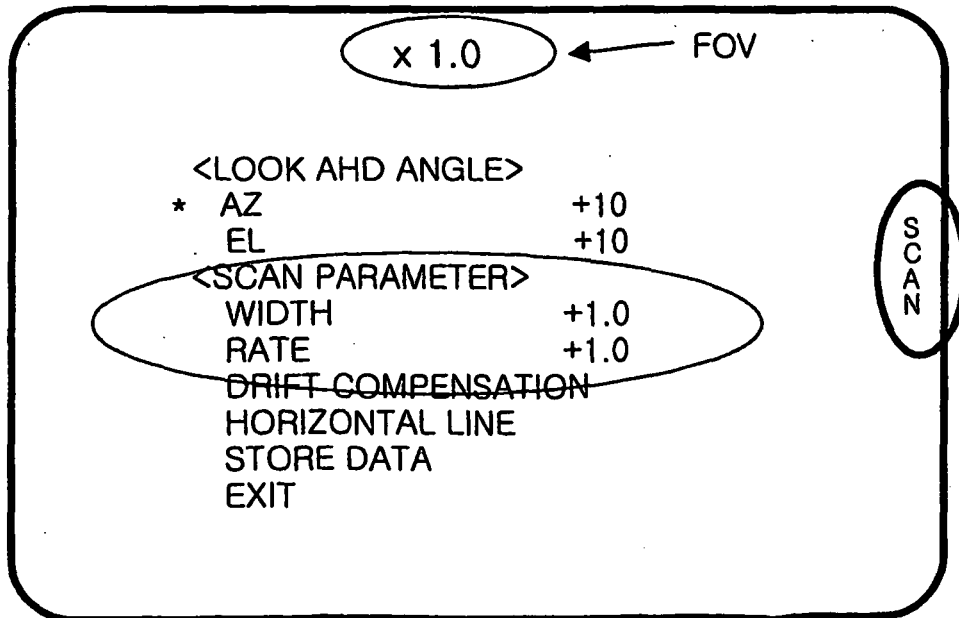 x 1.0
FOV
<LOOK AHD ANGLE>
* AZ +10
EL +10
<SCAN PARAMETER>
WIDTH +1.0
RATE +1.0
DRIFT COMPENSATION
HORIZONTAL LINE
STORE DATA
EXIT
SCAN